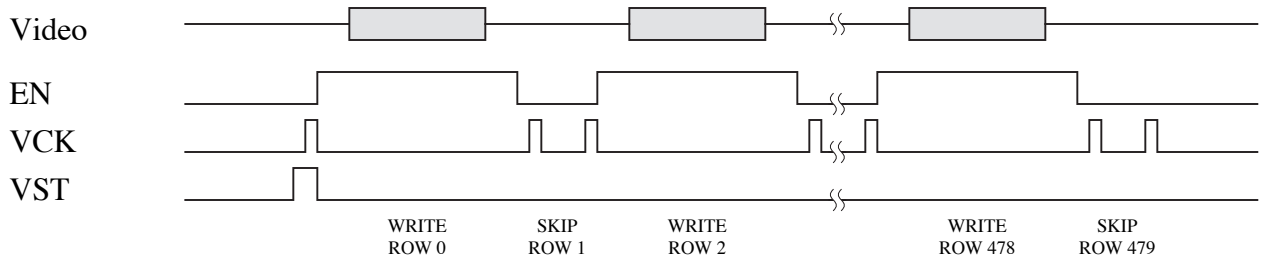 Video
EN
VCK
VST
WRITE SKIP WRITE WRITE SKIP
ROW 0 ROW 1 ROW 2 ROW 478 ROW 479